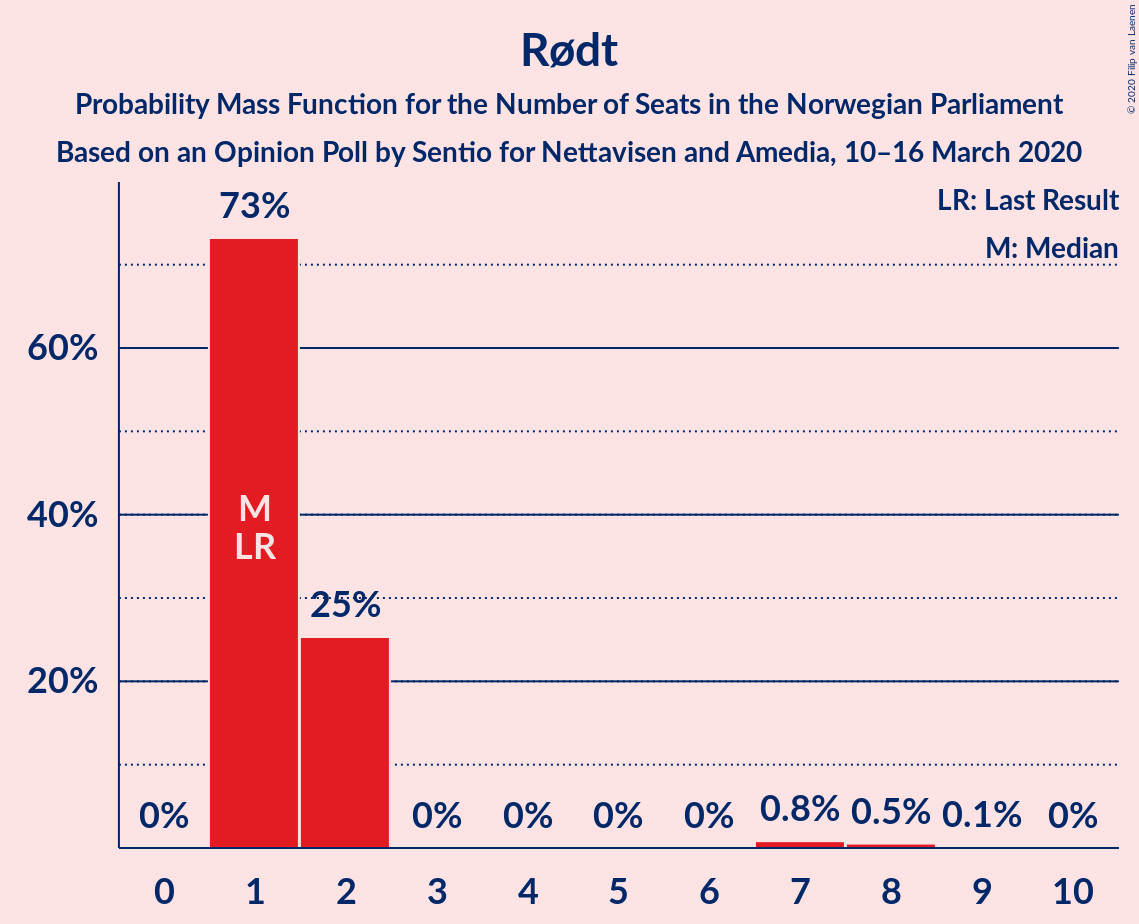 Rødt
Probability Mass Function for the Number of Seats in the Norwegian Parliament
Based on an Opinion Poll by Sentio for Nettavisen and Amedia, 10–16 March 2020
© 2020 Filip van Laenen
LR: Last Result
M: Median
73%
60%
40%
20%
M
LR
25%
0%
0%
0%
0%
0%
0.8%
0.5%
0.1%
0%
0 1 2 3 4 5 6 7 8 9 10